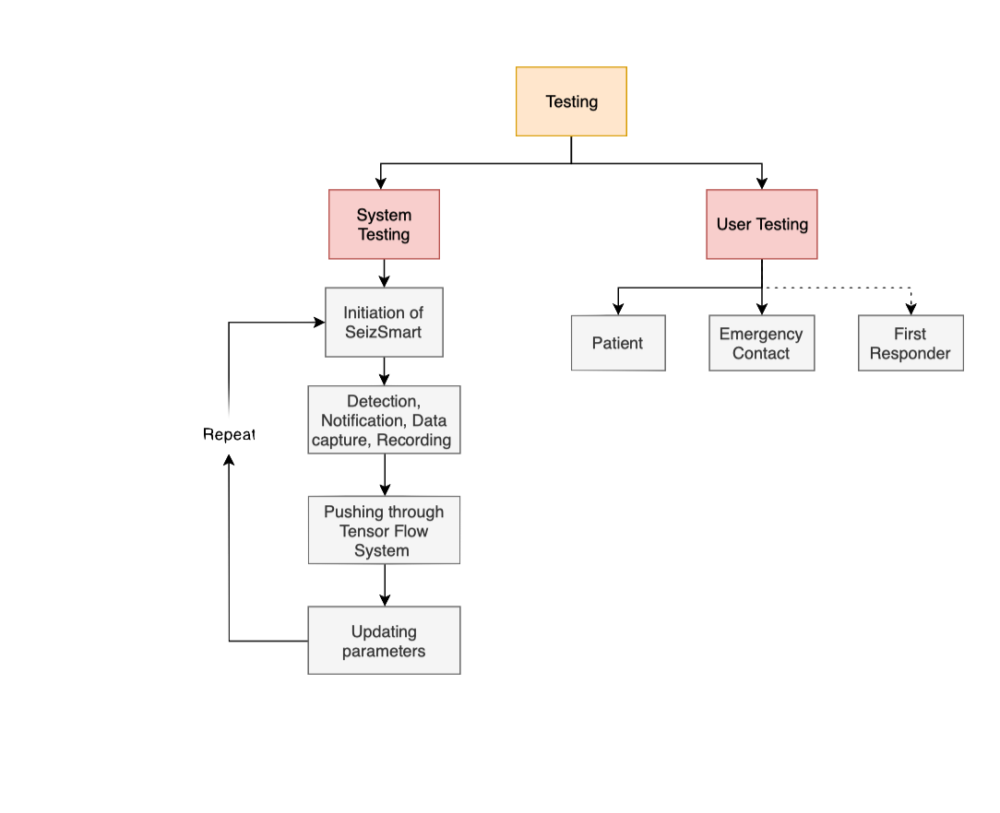 Testing
System
Testing
User Testing
Initiation of
SeizSmart
Patient
Emergency
Contact
First
Responder
Detection,
Notification, Data
capture, Recording
Repeat
Pushing through
Tensor Flow
System
Updating
parameters